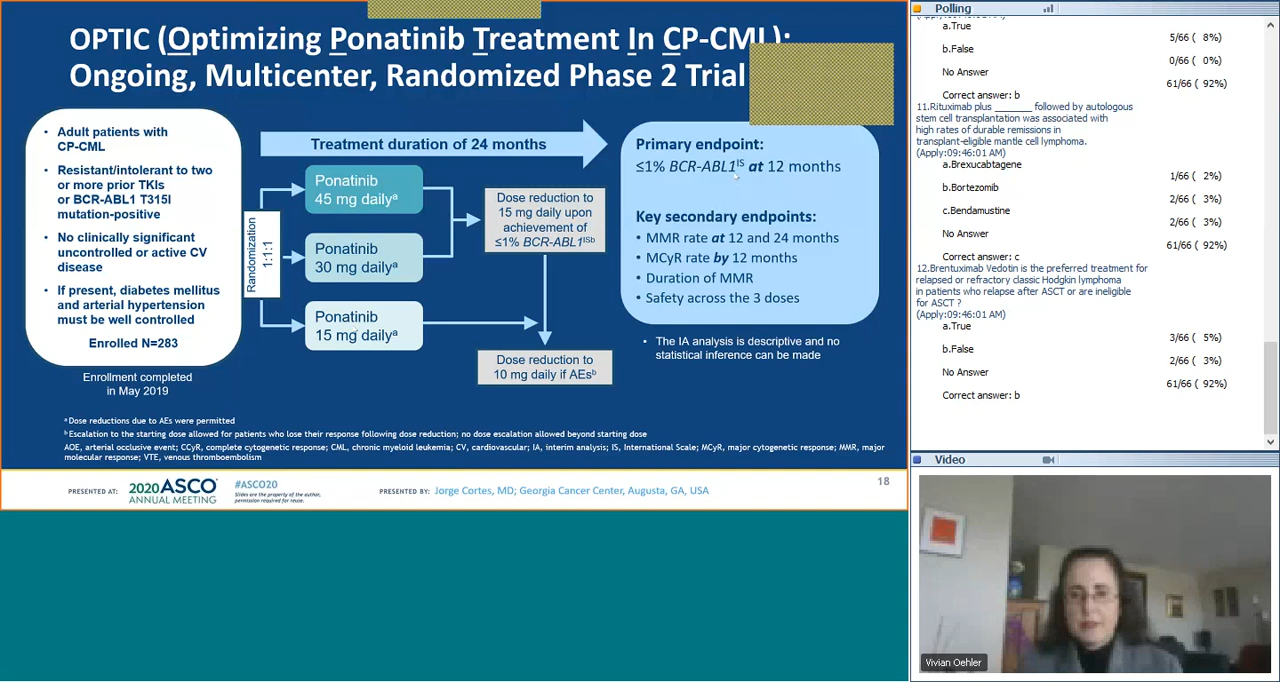 OPTIC (Optimizing Ponatinib Treatment In CP-CML):
Ongoing, Multicenter, Randomized Phase 2 Trial
• Adult patients with
CP-CML
• Resistant/intolerant to two
or more prior TKIs
or BCR-ABL1 T315I
mutation-positive
• No clinically significant
uncontrolled or active CV
disease
• If present, diabetes mellitus
and arterial hypertension
must be well controlled
Enrolled N=283
Enrollment completed
in May 2019
Treatment duration of 24 months
Randomization
1:1:1
Ponatinib
45 mg dailyᵃ
Ponatinib
30 mg dailyᵃ
Ponatinib
15 mg dailyᵃ
Dose reduction to
15 mg daily upon
achievement of
≤1% BCR-ABL1ᴵˢᵇ
Dose reduction to
10 mg daily if AEsᵇ
Primary endpoint:
≤1% BCR-ABL1ᴵˢ at 12 months
Key secondary endpoints:
• MMR rate at 12 and 24 months
• MCyR rate by 12 months
• Duration of MMR
• Safety across the 3 doses
• The IA analysis is descriptive and no
statistical inference can be made
ᵃ Dose reductions due to AEs were permitted
ᵇ Escalation to the starting dose allowed for patients who lose their response following dose reduction; no dose escalation allowed beyond starting dose
AOE, arterial occlusive event; CCyR, complete cytogenetic response; CML, chronic myeloid leukemia; CV, cardiovascular; IA, interim analysis; IS, International Scale; MCyR, major cytogenetic response; MMR, major
molecular response; VTE, venous thromboembolism
PRESENTED AT:
2020 ASCO
ANNUAL MEETING
#ASCO20
Slides are the property of the author,
permission required for reuse.
PRESENTED BY: Jorge Cortes, MD; Georgia Cancer Center, Augusta, GA, USA
18
Polling
a.True
5/66 ( 8%)
b.False
0/66 ( 0%)
No Answer
61/66 ( 92%)
Correct answer: b
11.Rituximab plus ______ followed by autologous
stem cell transplantation was associated with
high rates of durable remissions in
transplant-eligible mantle cell lymphoma.
(Apply:09:46:01 AM)
a.Brexucabtagene
1/66 ( 2%)
b.Bortezomib
2/66 ( 3%)
c.Bendamustine
2/66 ( 3%)
No Answer
61/66 ( 92%)
Correct answer: c
12.Brentuximab Vedotin is the preferred treatment for
relapsed or refractory classic Hodgkin lymphoma
in patients who relapse after ASCT or are ineligible
for ASCT ?
(Apply:09:46:01 AM)
a.True
3/66 ( 5%)
b.False
2/66 ( 3%)
No Answer
61/66 ( 92%)
Correct answer: b
Video
Vivian Oehler